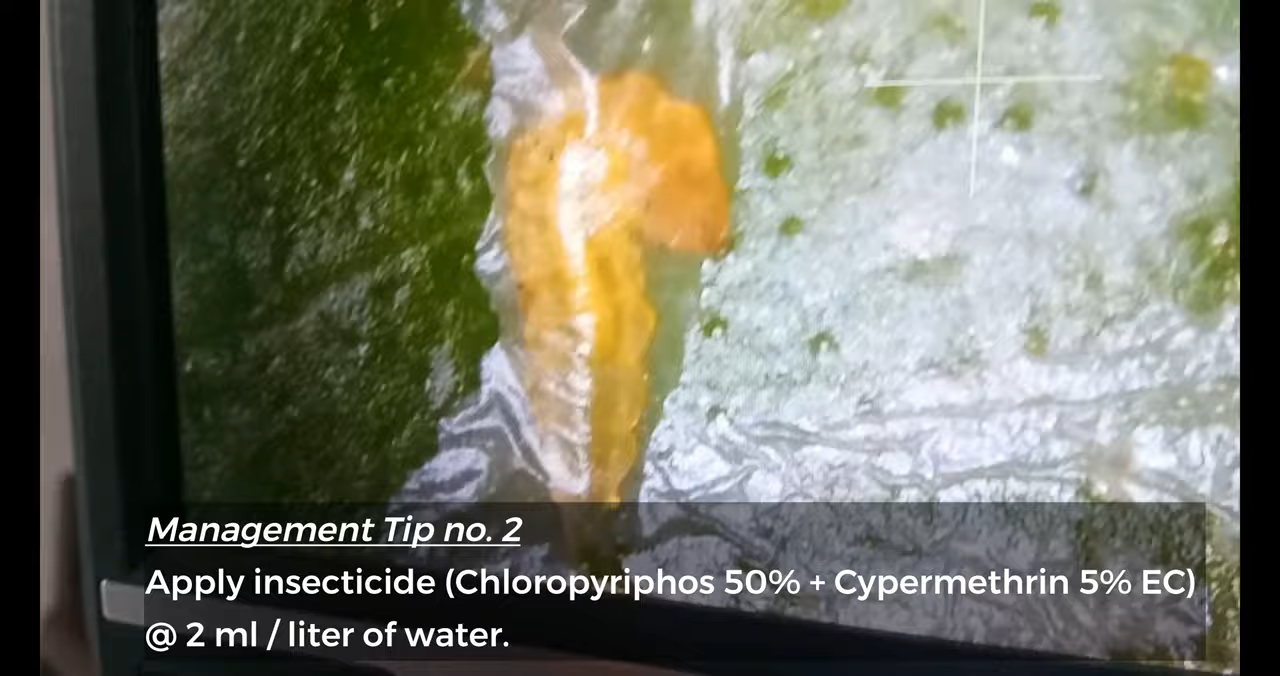 Management Tip no. 2
Apply insecticide (Chloropyriphos 50% + Cypermethrin 5% EC)
@ 2 ml / liter of water.